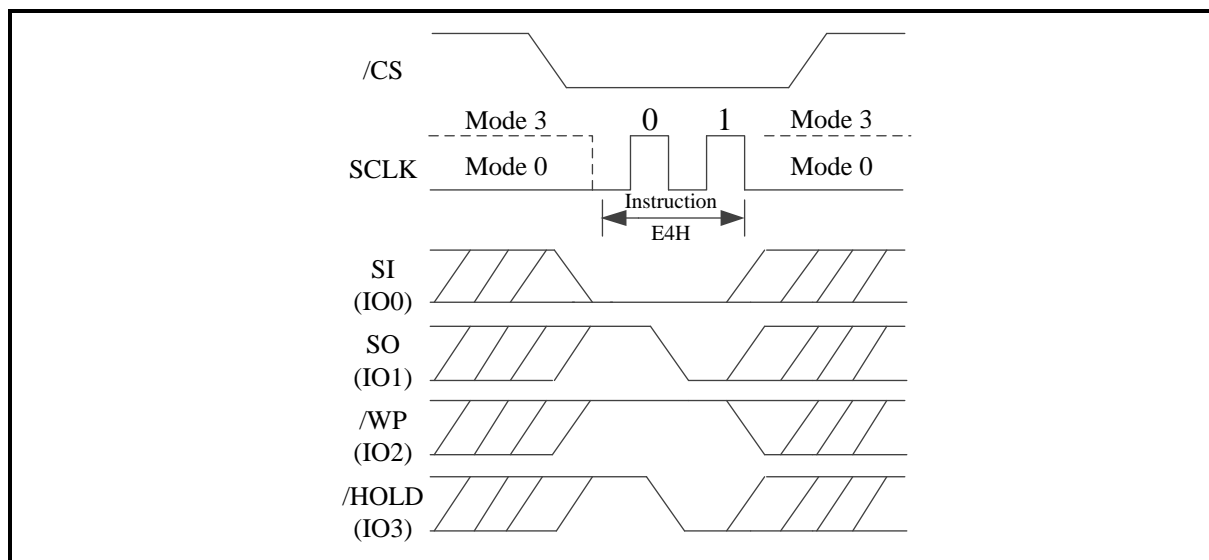 /CS
Mode 3 0 1 Mode 3
SCLK Mode 0 Mode 0
Instruction
E4H
SI
(IO0)
SO
(IO1)
/WP
(IO2)
/HOLD
(IO3)